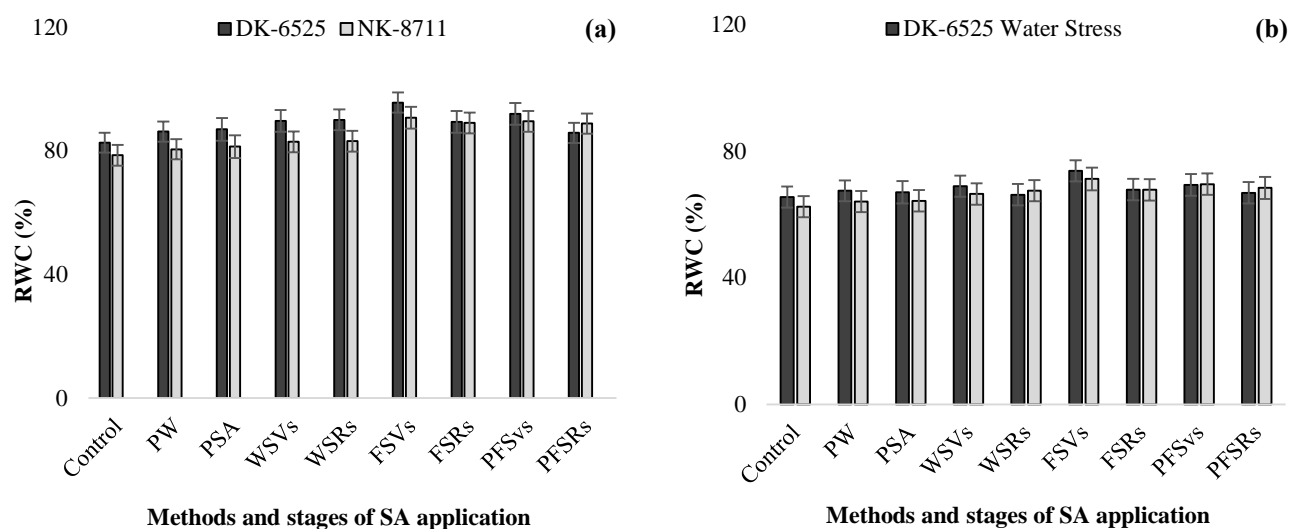 DK-6525 NK-8711 (a)
120
80
40
0
RWC (%)
Control PW PSA WSVs WSRs FSVs FSRs PFSvs PFSRs
Methods and stages of SA application
DK-6525 Water Stress (b)
120
80
40
0
RWC (%)
Control PW PSA WSVs WSRs FSVs FSRs PFSvs PFSRs
Methods and stages of SA application